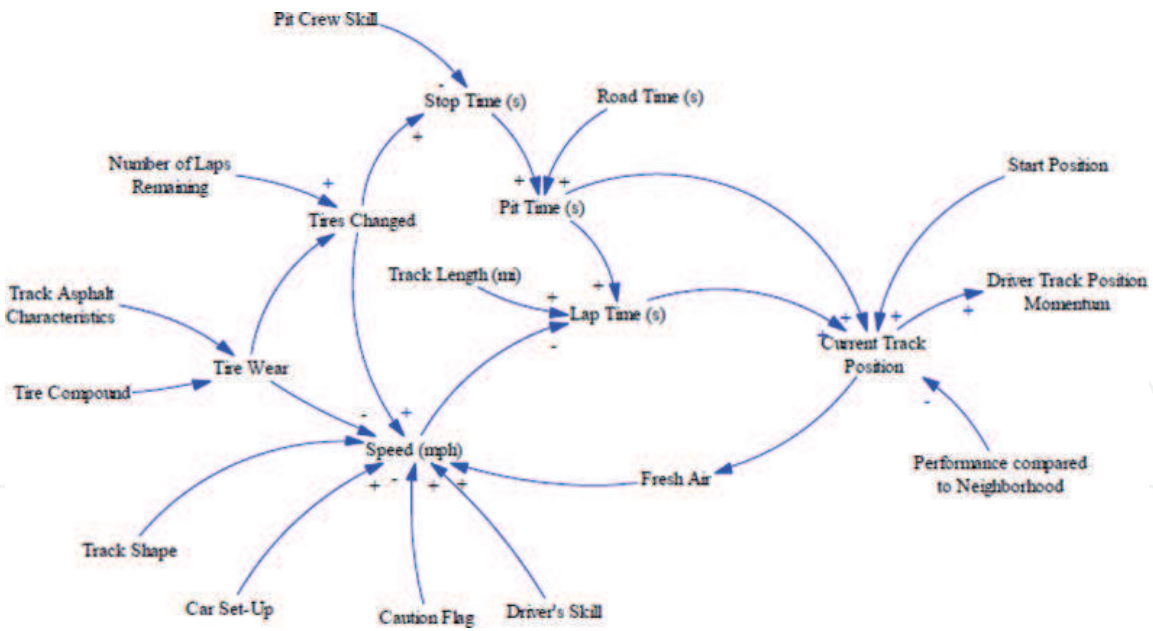 Pit Crew Skill
-
Stop Time (s)
Road Time (s)
+
Number of Laps
Remaining
+
Start Position
+ +
Pit Time (s)
Tires Changed
Track Length (mi)
Driver Track Position
Momentum
Track Asphalt
Characteristics
+
+
Lap Time (s)
+ +
+
+
Current Track
Position
-
Tire Wear
Tire Compound
-
-
+
Speed (mph)
Performance compared
to Neighborhood
Fresh Air
+ - + +
Track Shape
Car Set-Up
Caution Flag
Driver's Skill